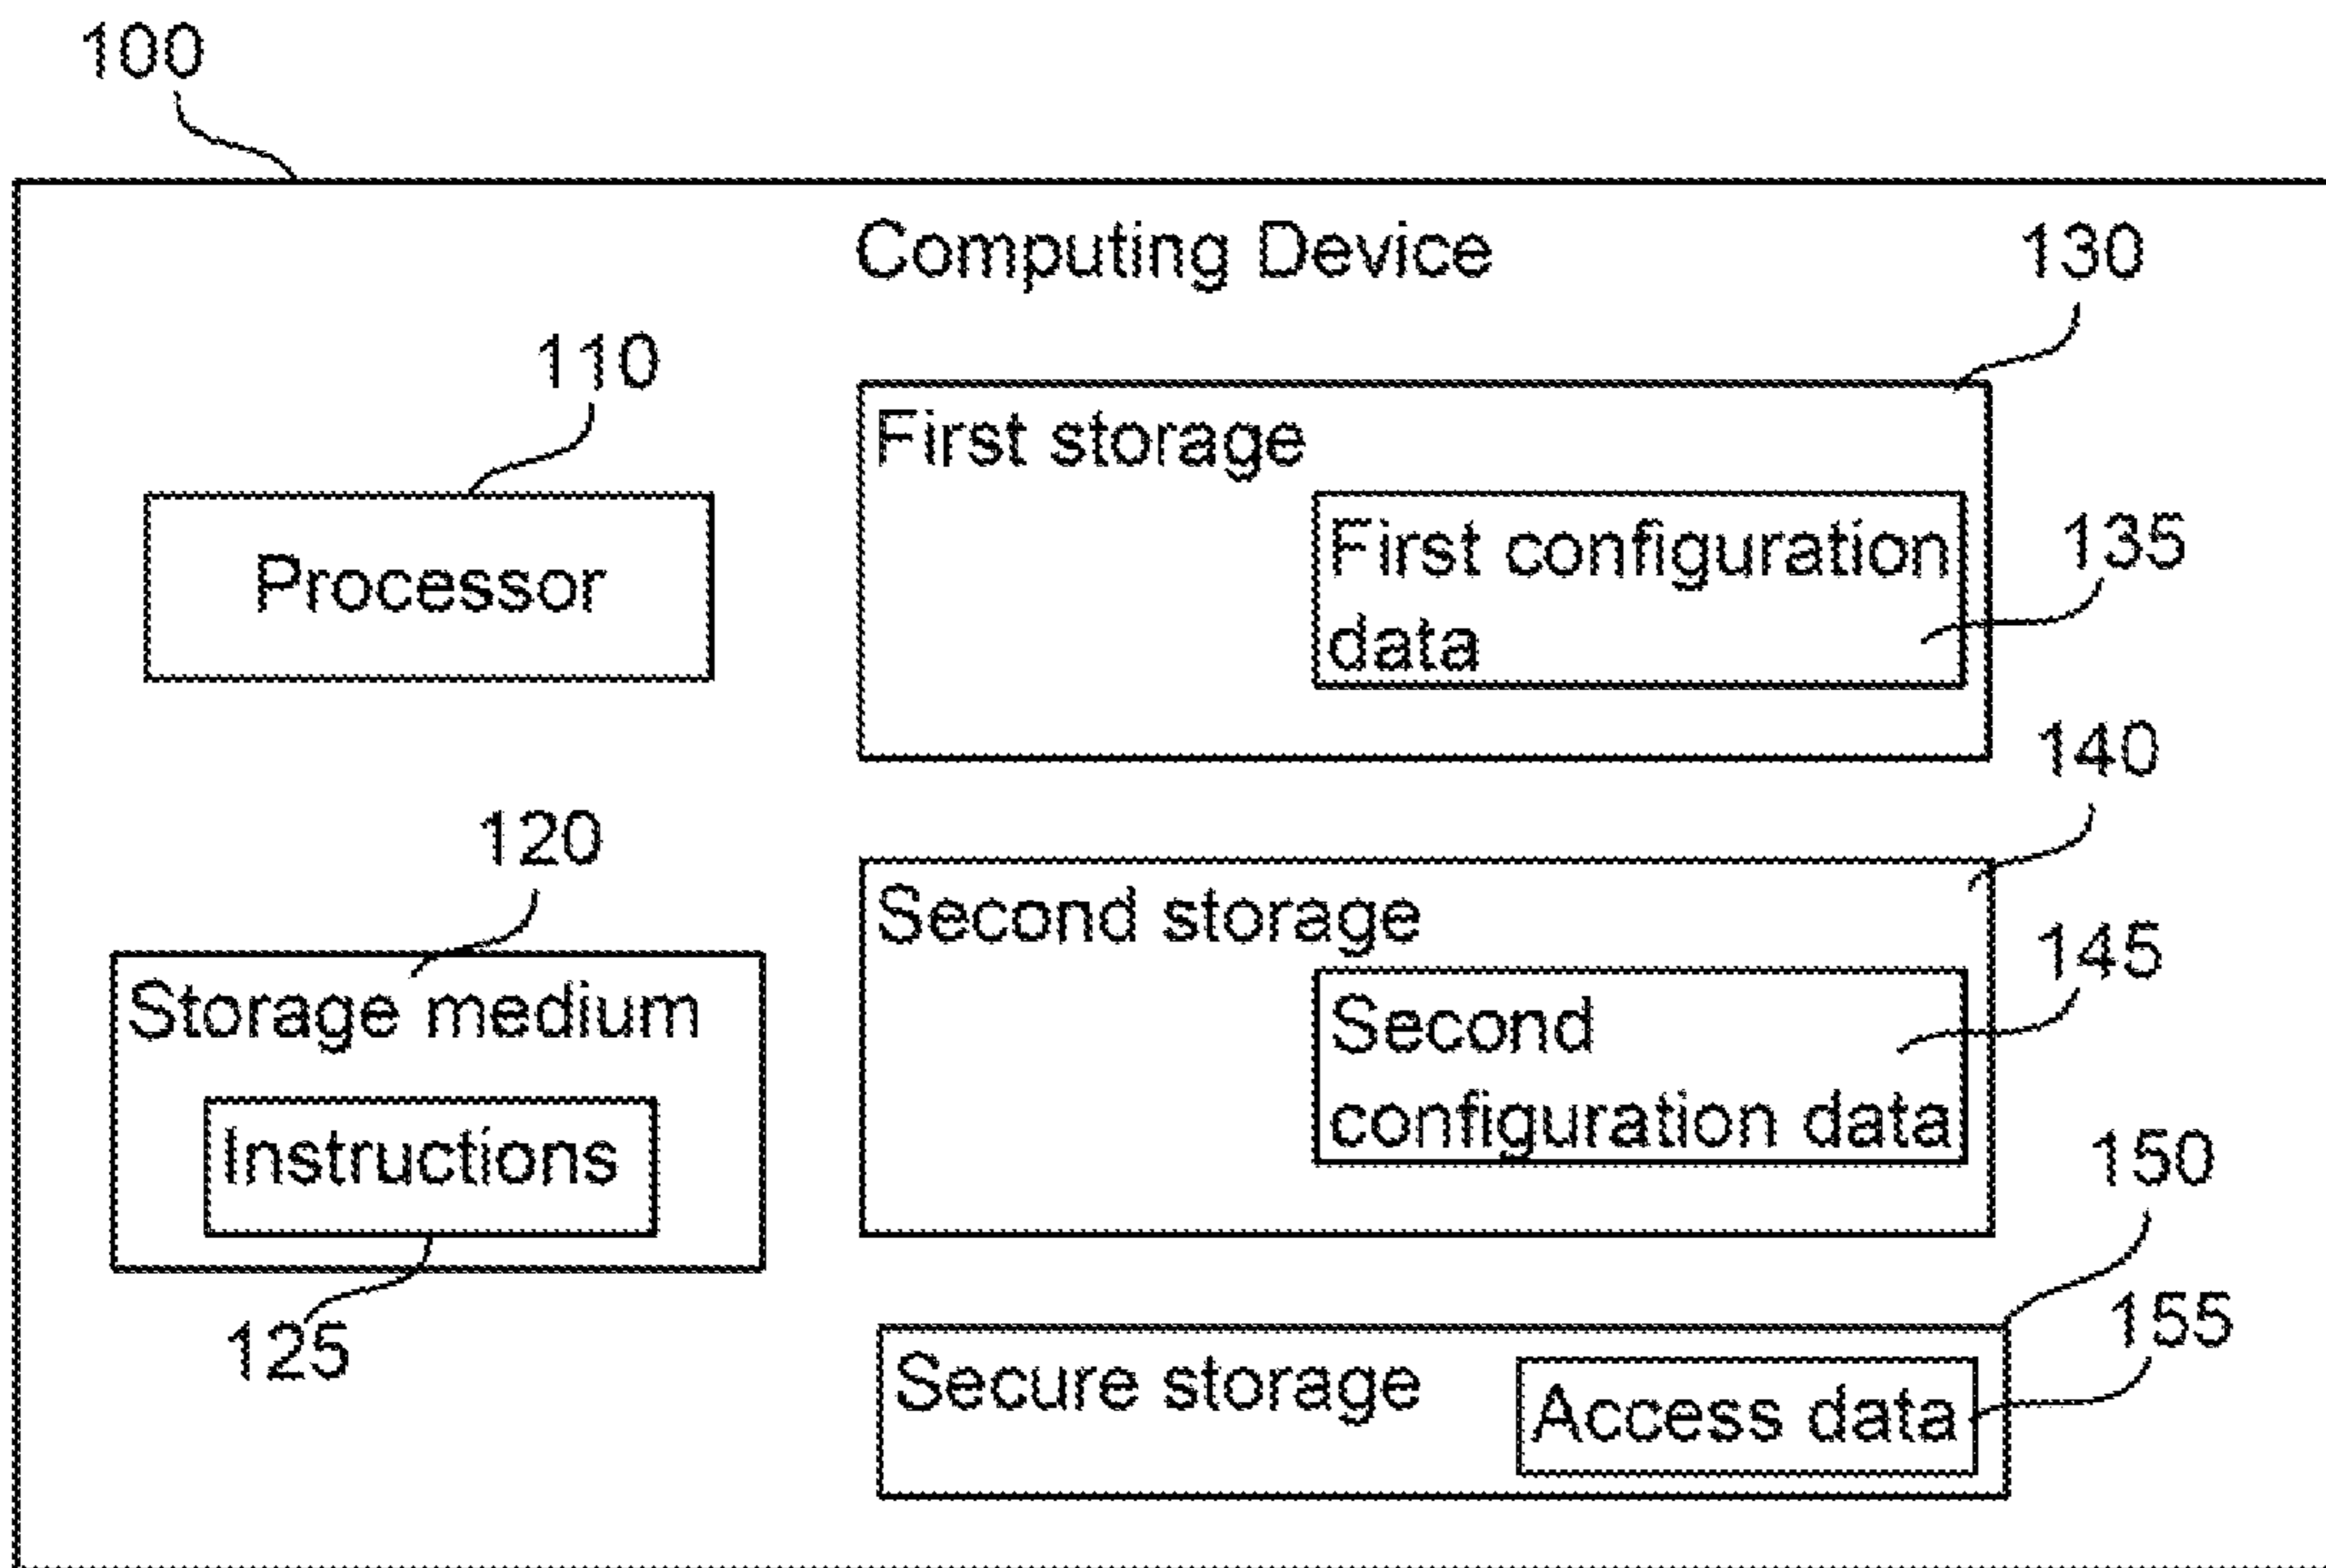 100
Computing Device
130
110
First storage
First configuration
data
135
Processor
140
120
Second storage
145
Storage medium
Second
configuration data
Instructions
150
125
Secure storage
Access data
155